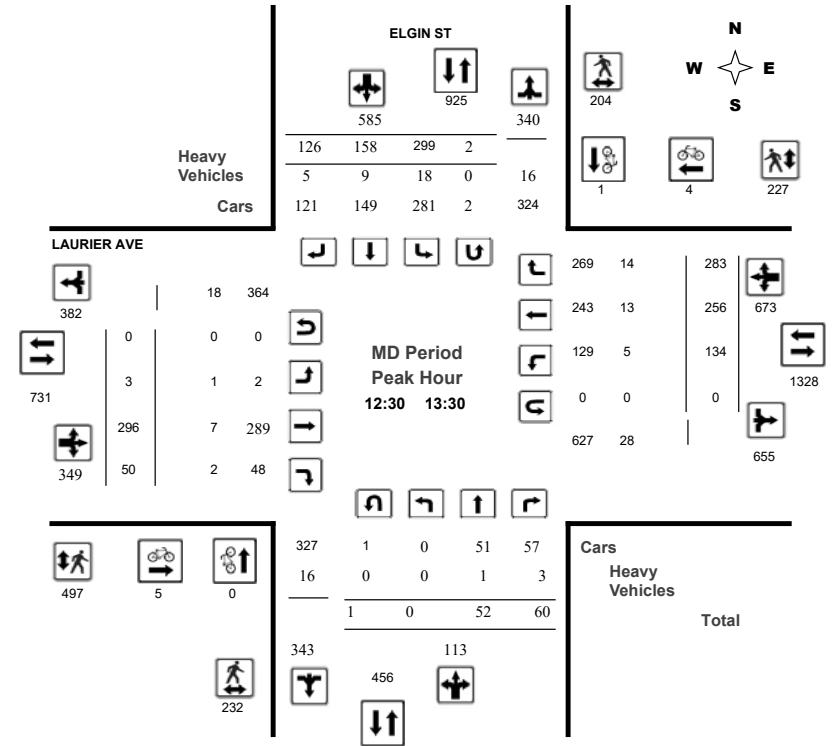 ELGIN ST
N
W E
S
925
204
585
340
126 158 299 2
Heavy
Vehicles
5 9 18 0 16
Cars
121 149 281 2 324
1 4 227
LAURIER AVE
382
18 364
0 0 0
731
3 1 2
296 7 289
349
50 2 48
MD Period
Peak Hour
12:30 13:30
269 14 283
243 13 256
673
129 5 134
1328
0 0 0
627 28
655
497 5 0
232
327 1 0 51 57
16 0 0 1 3
1 0 52 60
343 113
456
Cars
Heavy
Vehicles
Total